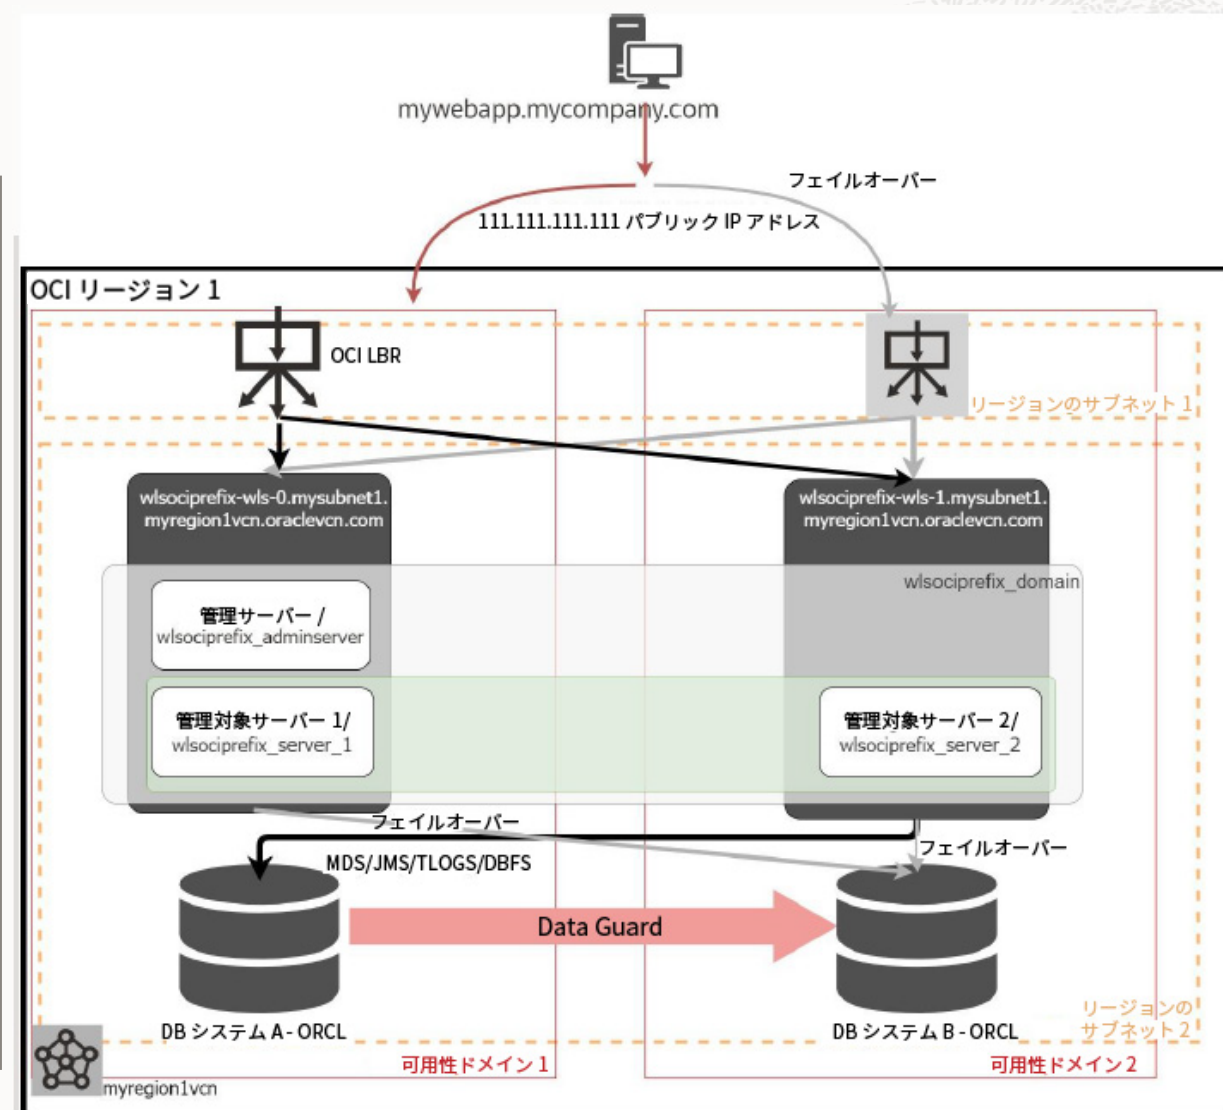 mywebapp.mycompany.com
フェイルオーバー
111.111.111.111 パブリック IP アドレス
OCI リージョン 1
OCI LBR
リージョンのサブネット 1
wlsociprefix-wls-0.mysubnet1.
myregion1vcn.oraclevcn.com
wlsociprefix-wls-1.mysubnet1.
myregion1vcn.oraclevcn.com
wlsociprefix_domain
管理サーバー /
wlsociprefix_adminserver
管理対象サーバー 1/
wlsociprefix_server_1
管理対象サーバー 2/
wlsociprefix_server_2
フェイルオーバー
フェイルオーバー
MDS/JMS/TLOGS/DBFS
Data Guard
DB システム A - ORCL
DB システム B - ORCL
リージョンの
サブネット 2
可用性ドメイン 1
可用性ドメイン 2
myregion1vcn